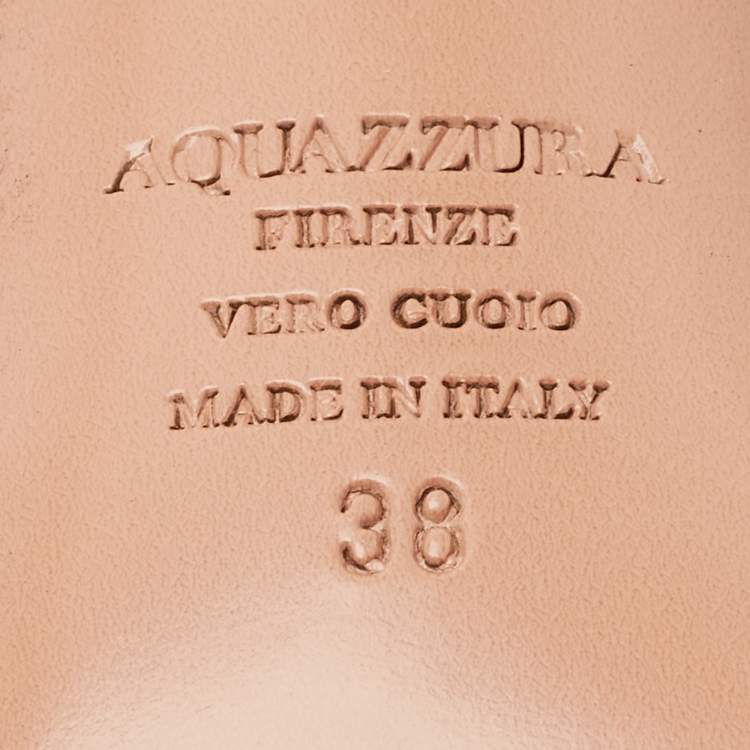 AQUAZZURA
FIRENZE
VERO CUOIO
MADE IN ITALY
38